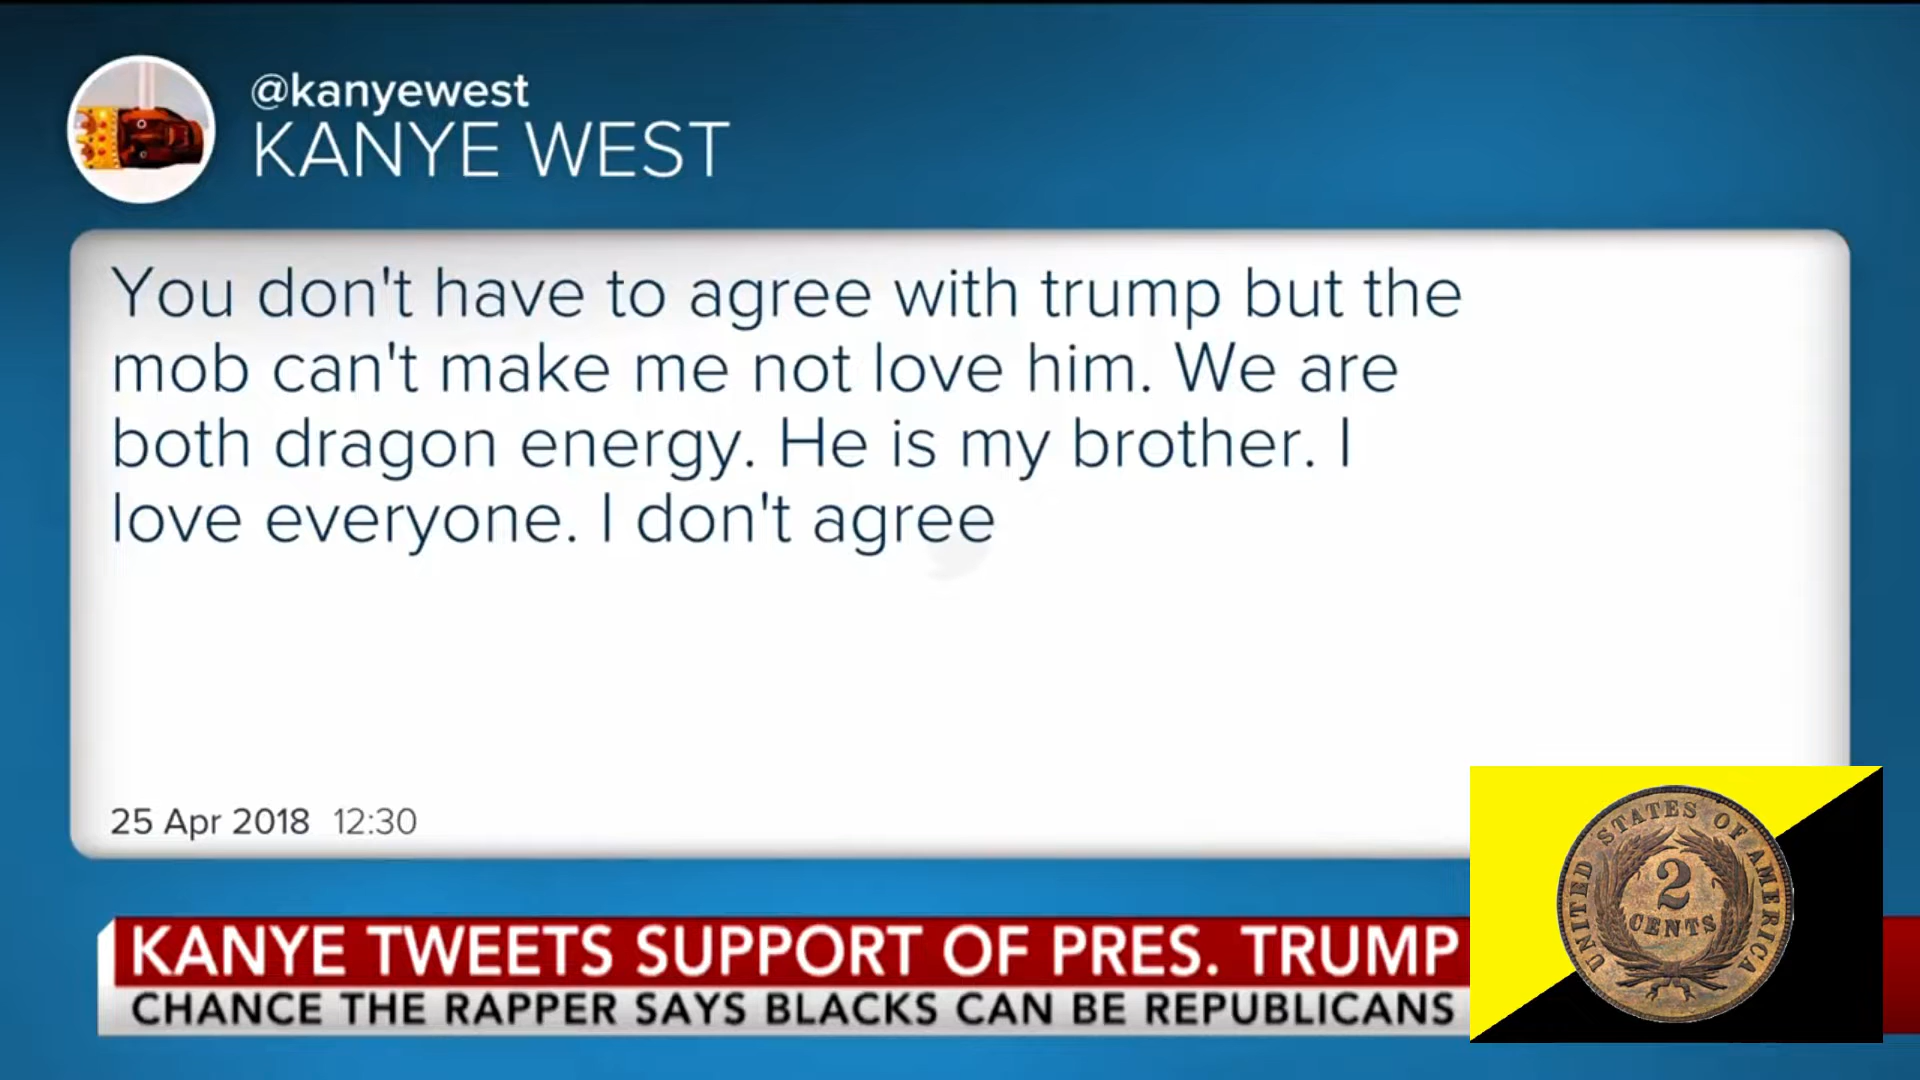 @kanyewest
KANYE WEST
You don't have to agree with trump but the
mob can't make me not love him. We are
both dragon energy. He is my brother. I
love everyone. I don't agree
25 Apr 2018 12:30
KANYE TWEETS SUPPORT OF PRES. TRUMP
CHANCE THE RAPPER SAYS BLACKS CAN BE REPUBLICANS
UNITED STATES OF AMERICA
2
CENTS